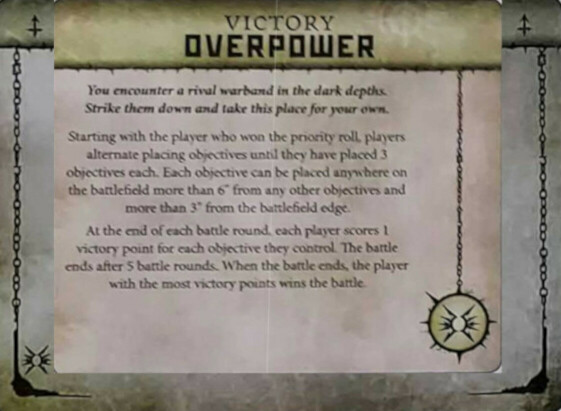 VICTORY
OVERPOWER
You encounter a rival warband in the dark depths.
Strike them down and take this place for your own.
Starting with the player who won the priority roll, players
alternate placing objectives until they have placed 3
objectives each. Each objective can be placed anywhere on
the battlefield more than 6" from any other objectives and
more than 3" from the battlefield edge.
At the end of each battle round, each player scores 1
victory point for each objective they control. The battle
ends after 5 battle rounds. When the battle ends, the player
with the most victory points wins the battle.